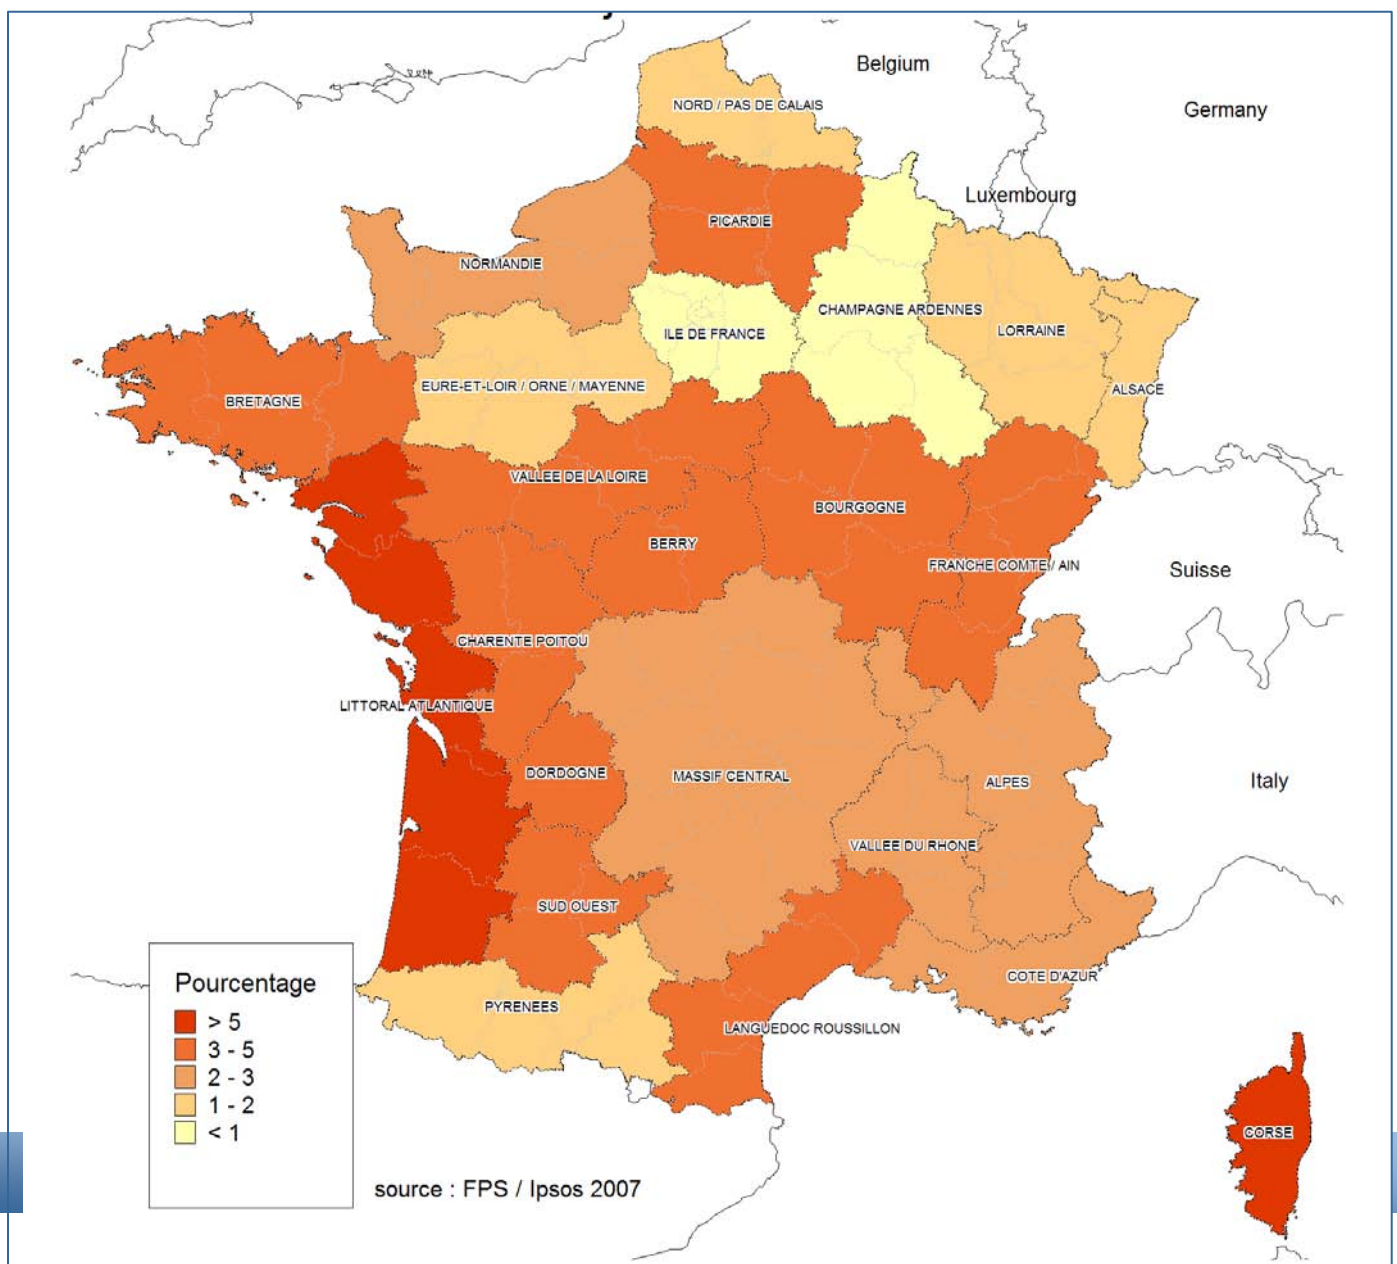 Belgium
NORD / PAS DE CALAIS
Germany
Luxembourg
PICARDIE
NORMANDIE
CHAMPAGNE ARDENNES
ILE DE FRANCE
LORRAINE
EURE-ET-LOIR / ORNE / MAYENNE
ALSACE
BRETAGNE
VALLEE DE LA LOIRE
BOURGOGNE
BERRY
FRANCHE COMTE / AIN
Suisse
CHARENTE POITOU
LITTORAL ATLANTIQUE
DORDOGNE
MASSIF CENTRAL
ALPES
Italy
VALLEE DU RHONE
SUD OUEST
COTE D'AZUR
PYRENEES
LANGUEDOC ROUSSILLON
Pourcentage
> 5
3 - 5
2 - 3
1 - 2
< 1
CORSE
source : FPS / Ipsos 2007